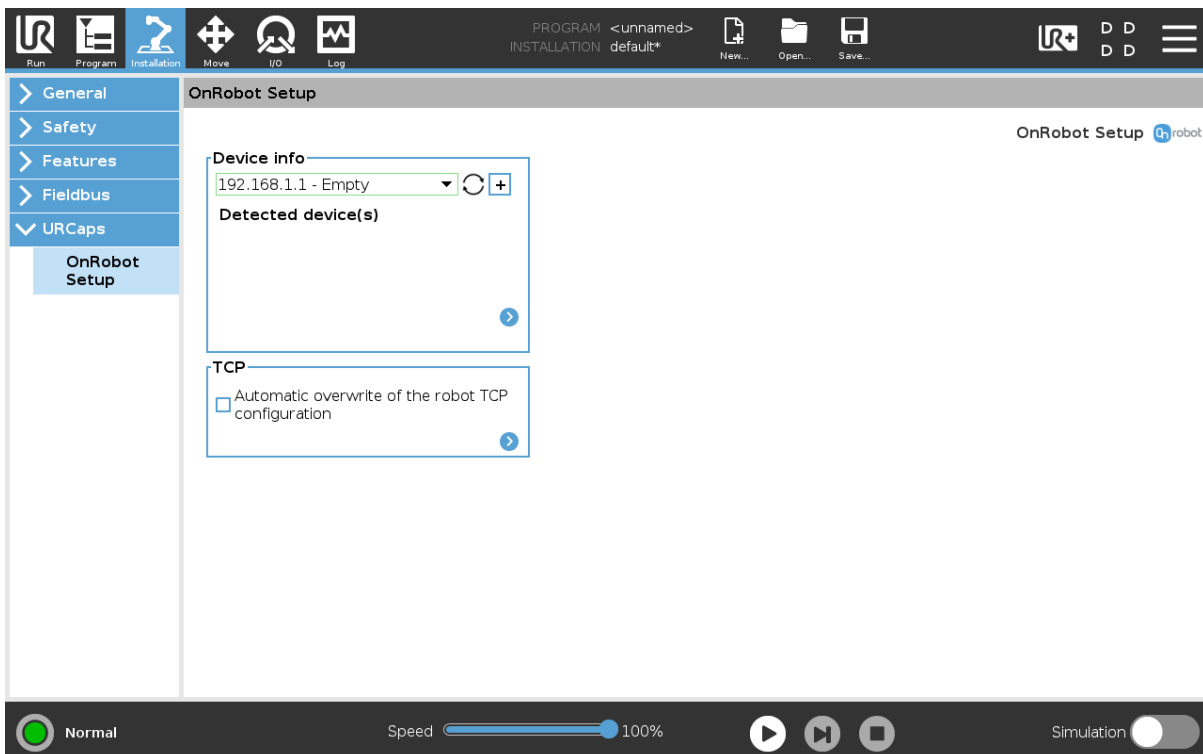 PROGRAM <unnamed>
INSTALLATION default*
Run Program Installation Move I/O Log New... Open... Save... UR+ D D
D D
General
Safety
Features
Fieldbus
URCaps
OnRobot
Setup
OnRobot Setup
OnRobot Setup On robot
Device info
192.168.1.1 - Empty
+
Detected device(s)
TCP
Automatic overwrite of the robot TCP
configuration
Normal
Speed 100%
Simulation